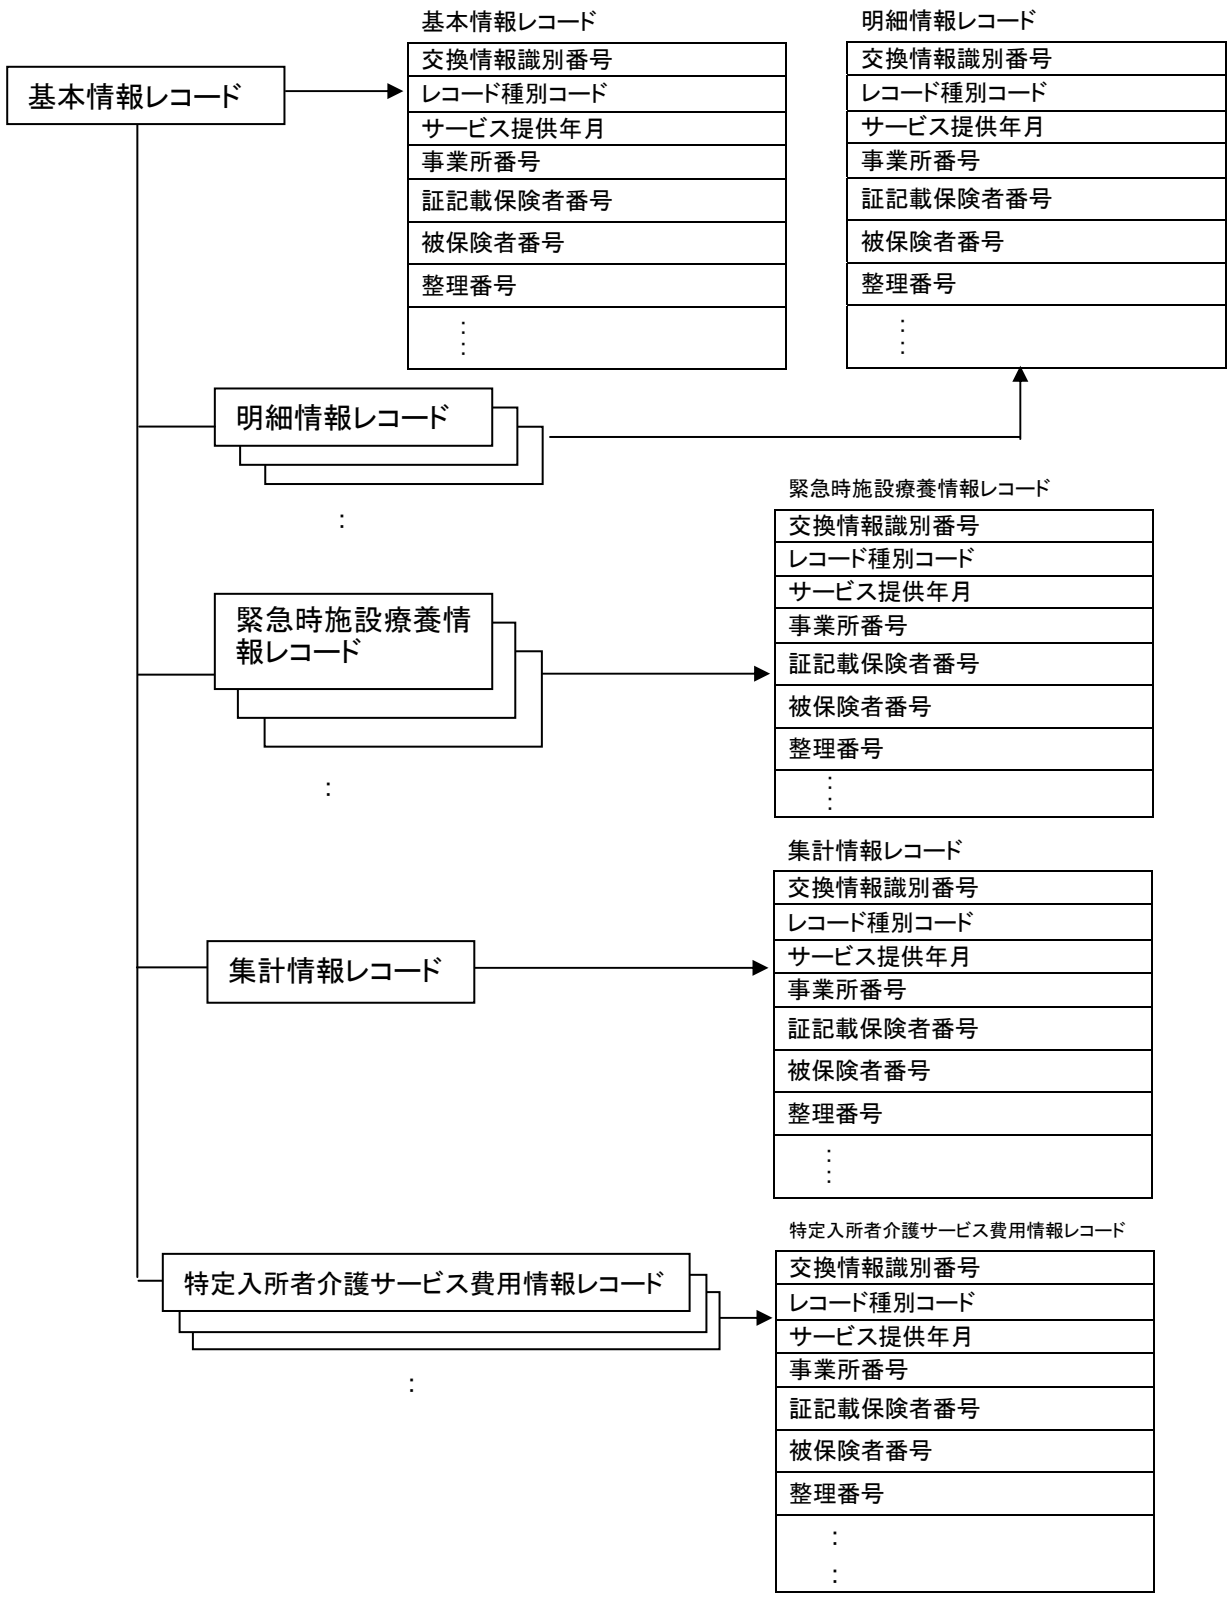 基本情報レコード
基本情報レコード
交換情報識別番号
レコード種別コード
サービス提供年月
事業所番号
証記載保険者番号
被保険者番号
整理番号
：
：
明細情報レコード
交換情報識別番号
レコード種別コード
サービス提供年月
事業所番号
証記載保険者番号
被保険者番号
整理番号
：
：
明細情報レコード
：
緊急時施設療養情
報レコード
：
緊急時施設療養情報レコード
交換情報識別番号
レコード種別コード
サービス提供年月
事業所番号
証記載保険者番号
被保険者番号
整理番号
：
：
集計情報レコード
集計情報レコード
交換情報識別番号
レコード種別コード
サービス提供年月
事業所番号
証記載保険者番号
被保険者番号
整理番号
：
：
特定入所者介護サービス費用情報レコード
：
特定入所者介護サービス費用情報レコード
交換情報識別番号
レコード種別コード
サービス提供年月
事業所番号
証記載保険者番号
被保険者番号
整理番号
：
：